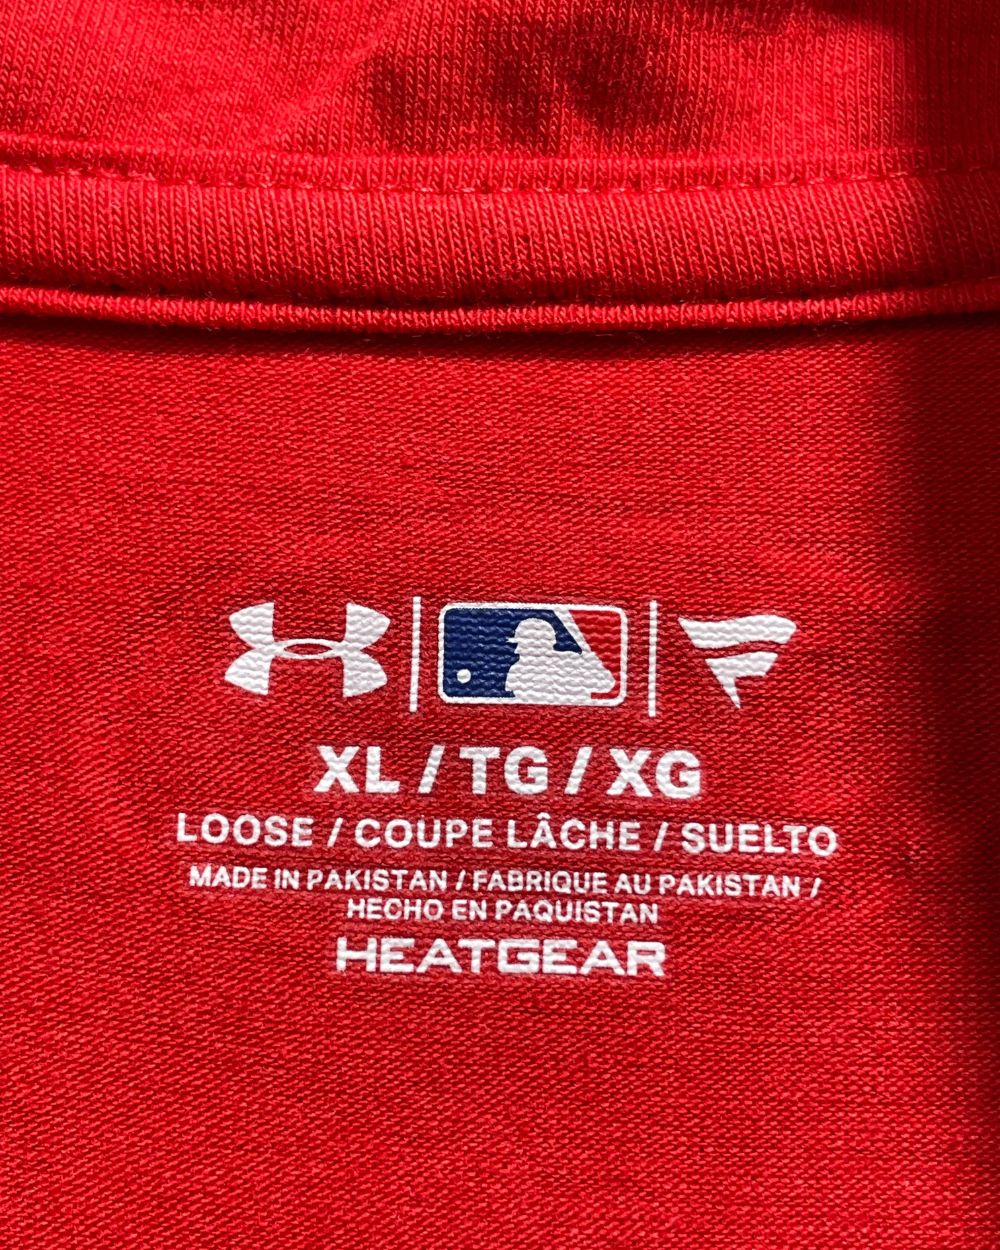 XL / TG / XG
LOOSE / COUPE LÂCHE / SUELTO
MADE IN PAKISTAN / FABRIQUE AU PAKISTAN /
HECHO EN PAQUISTAN
HEATGEAR